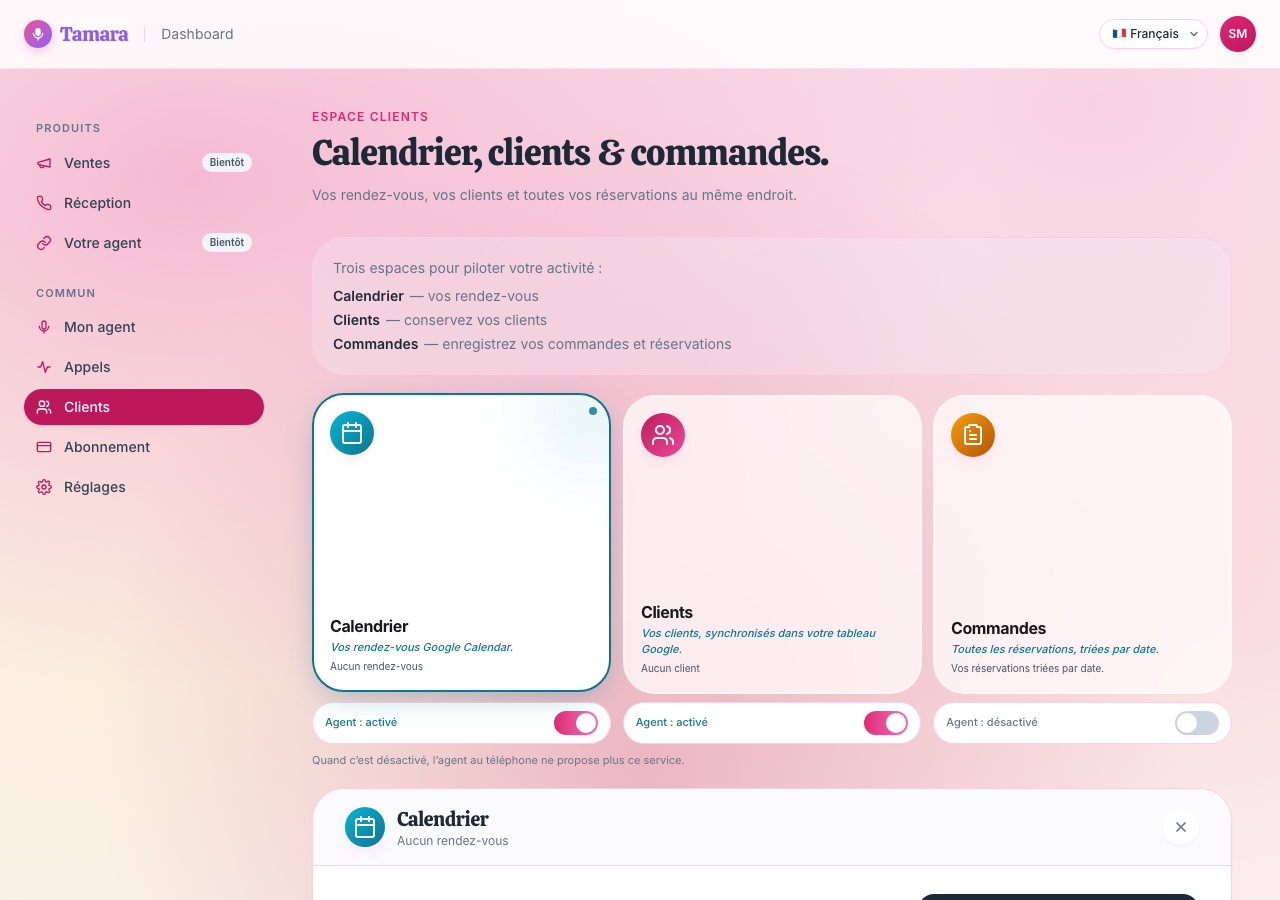 Tamara
Dashboard
Français
SM
PRODUITS
Ventes
Bientôt
Réception
Votre agent
Bientôt
COMMUN
Mon agent
Appels
Clients
Abonnement
Réglages
ESPACE CLIENTS
Calendrier, clients & commandes.
Vos rendez-vous, vos clients et toutes vos réservations au même endroit.
Trois espaces pour piloter votre activité :
Calendrier — vos rendez-vous
Clients — conservez vos clients
Commandes — enregistrez vos commandes et réservations
Calendrier
Vos rendez-vous Google Calendar.
Aucun rendez-vous
Clients
Vos clients, synchronisés dans votre tableau
Google.
Aucun client
Commandes
Toutes les réservations, triées par date.
Vos réservations triées par date.
Agent : activé
Agent : activé
Agent : désactivé
Quand c’est désactivé, l’agent au téléphone ne propose plus ce service.
Calendrier
Aucun rendez-vous